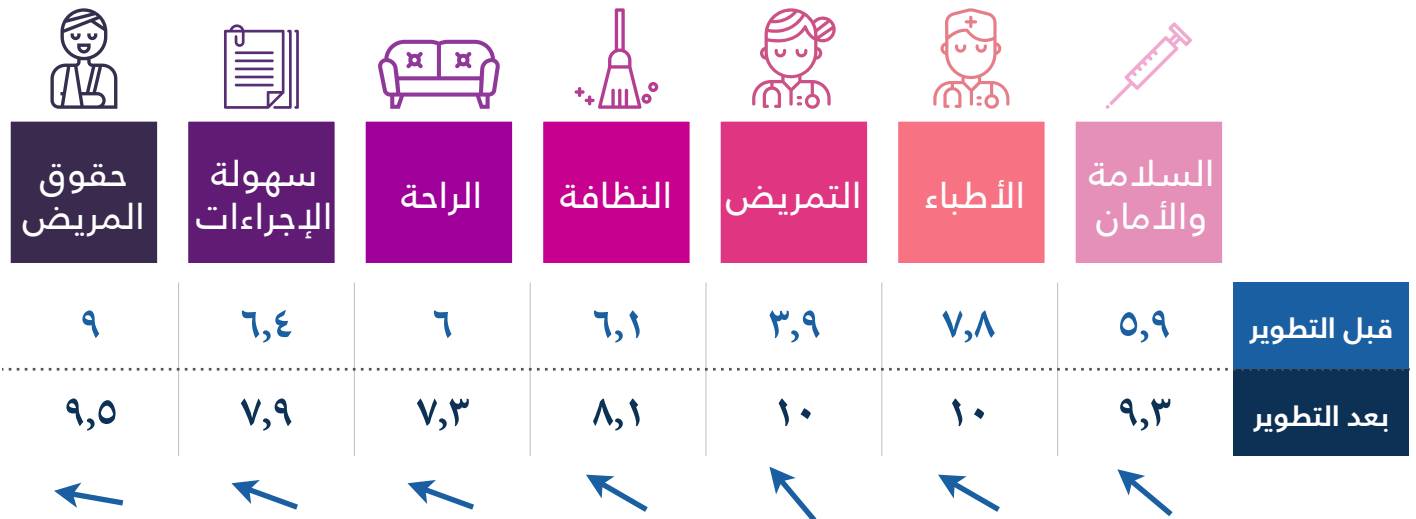 السلامة والأمان
الأطباء
التمريض
النظافة
الراحة
سهولة الإجراءات
حقوق المريض
قبل التطوير ٥,٩ ٧,٨ ٣,٩ ٦,١ ٦ ٦,٤ ٩
بعد التطوير ٩,٣ ١٠ ١٠ ٨,١ ٧,٣ ٧,٩ ٩,٥